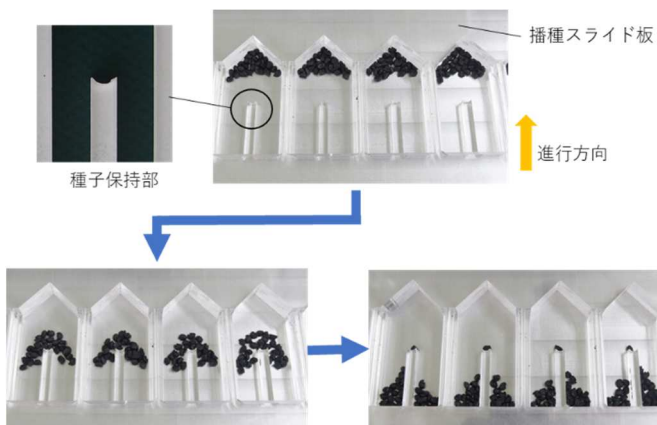 播種スライド板
進行方向
種子保持部